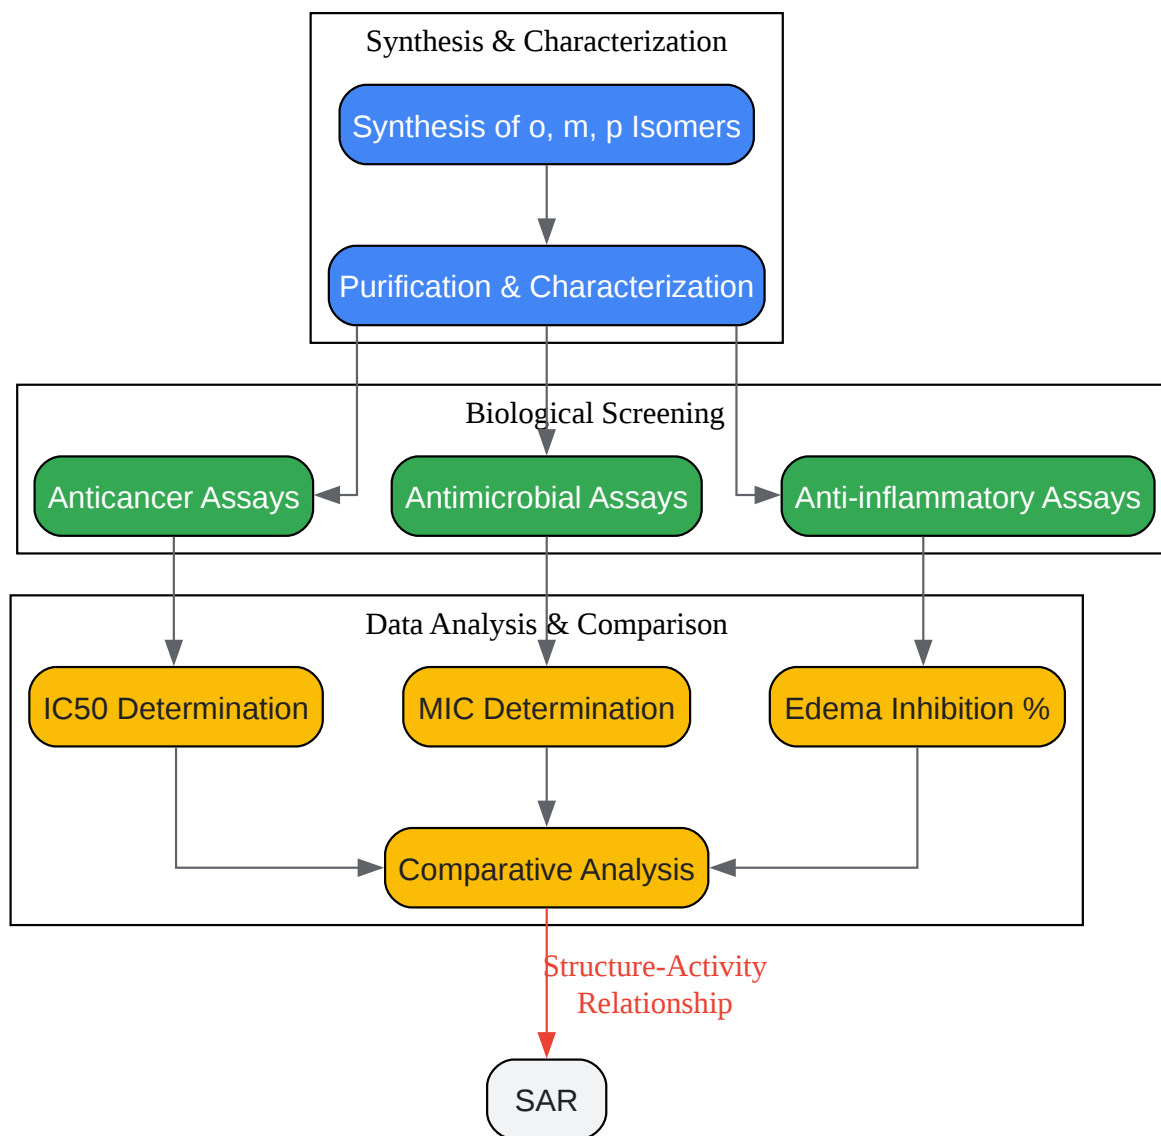 Synthesis & Characterization
Synthesis of o, m, p Isomers
Purification & Characterization
Biological Screening
Anticancer Assays
Antimicrobial Assays
Anti-inflammatory Assays
Data Analysis & Comparison
IC50 Determination
MIC Determination
Edema Inhibition %
Comparative Analysis
Structure-Activity
Relationship
SAR